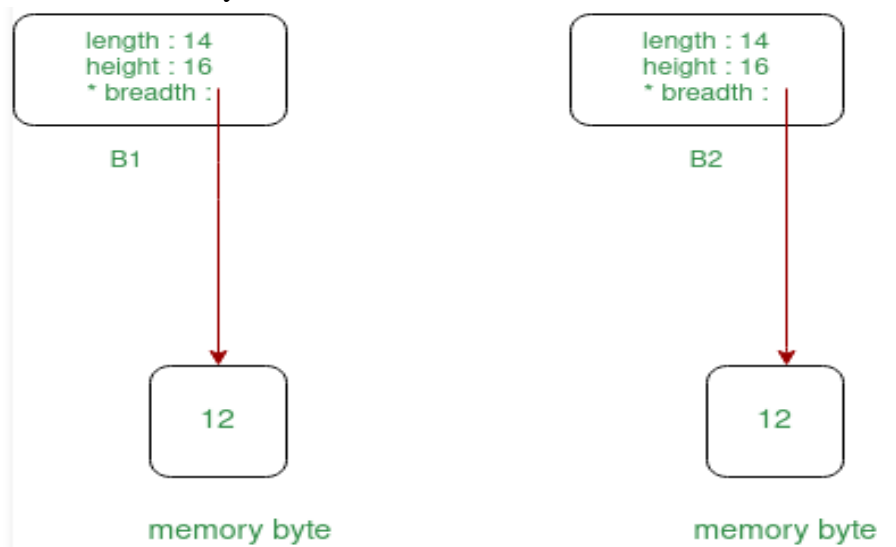 length : 14
height : 16
* breadth :
B1
12
memory byte
length : 14
height : 16
* breadth :
B2
12
memory byte